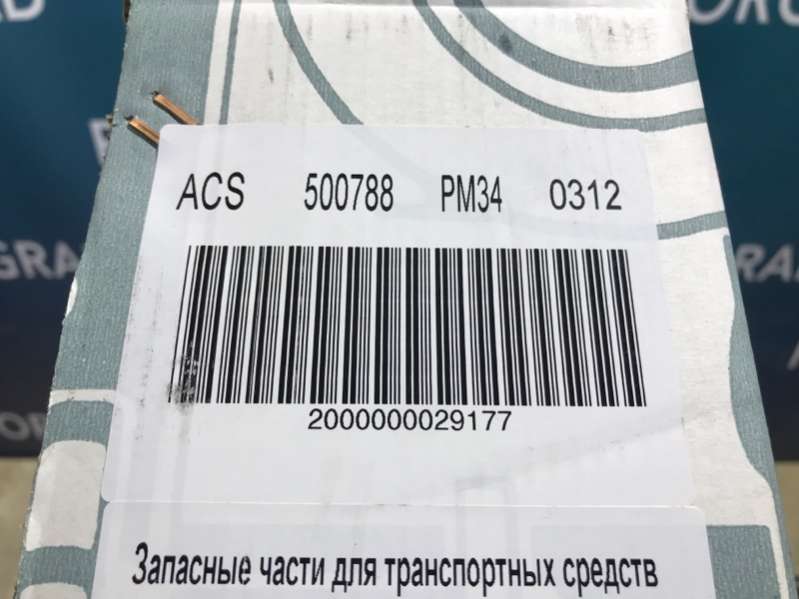 ACS 500788 PM34 0312
2000000029177
Запасные части для транспортных средств